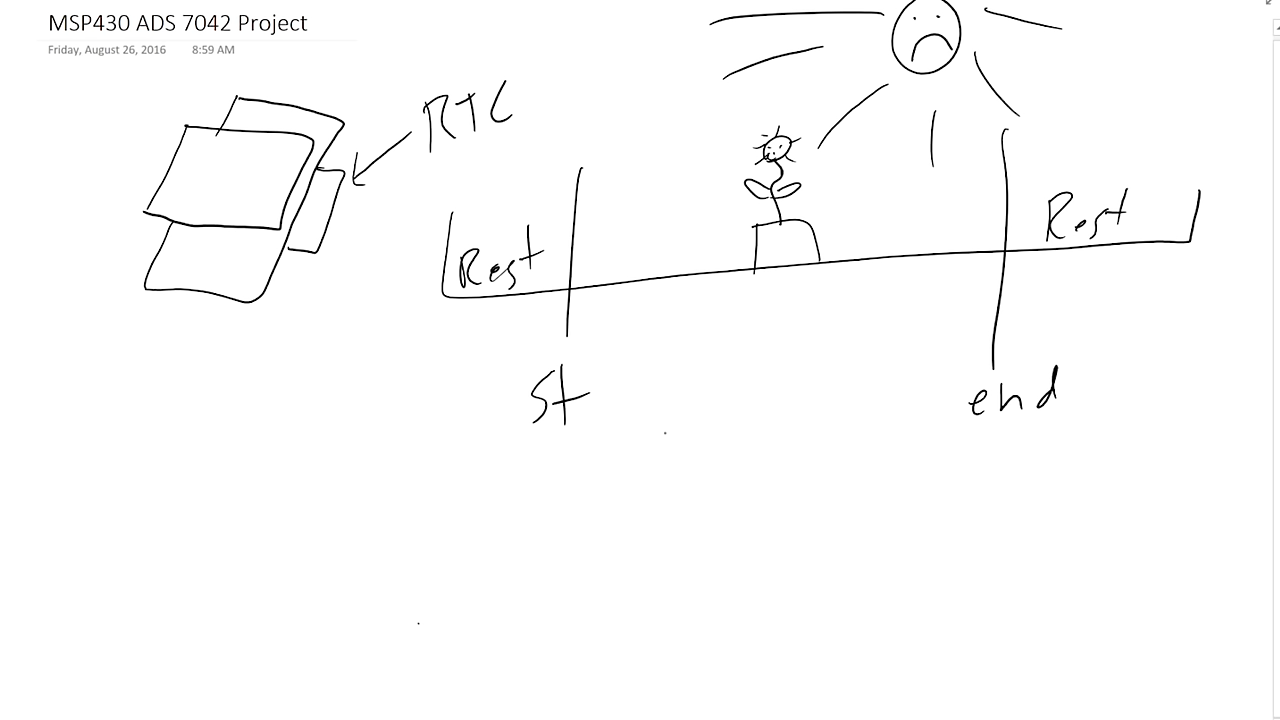 MSP430 ADS 7042 Project
Friday, August 26, 2016 8:59 AM
RTC
Rest
Rest
St
end